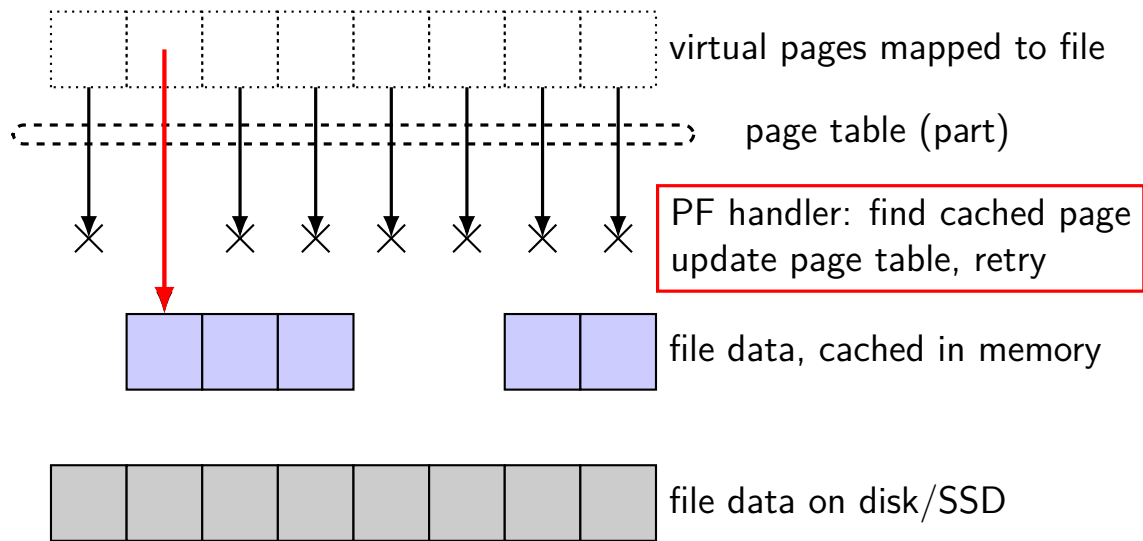 virtual pages mapped to file
page table (part)
PF handler: find cached page
update page table, retry
file data, cached in memory
file data on disk/SSD